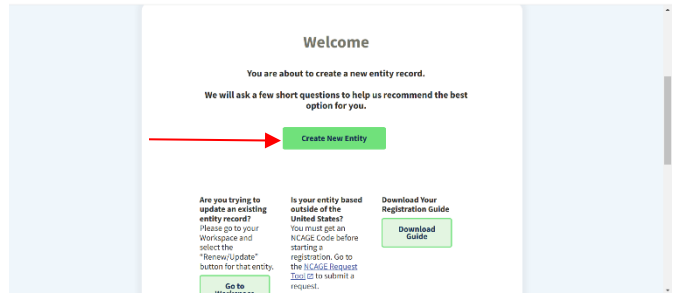 Welcome
You are about to create a new entity record.
We will ask a few short questions to help us recommend the best
option for you.
Create New Entity
Are you trying to
update an existing
entity record?
Please go to your
Workspace and
select the
"Renew/Update"
button for that entity.
Go to
Workspace
Is your entity based
outside of the
United States?
You must get an
NCAGE Code before
starting a
registration. Go to
the NCAGE Request
Tool to submit a
request.
Download Your
Registration Guide
Download
Guide